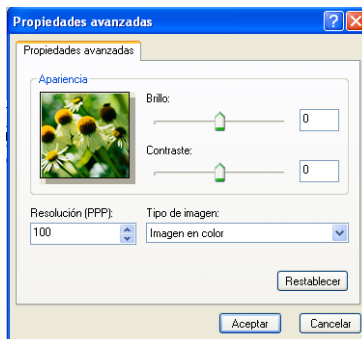 Propiedades avanzadas
Propiedades avanzadas
Apariencia
Brillo:
0
Contraste:
0
Resolución (PPP):
Tipo de imagen:
100
Imagen en color
Restablecer
Aceptar
Cancelar